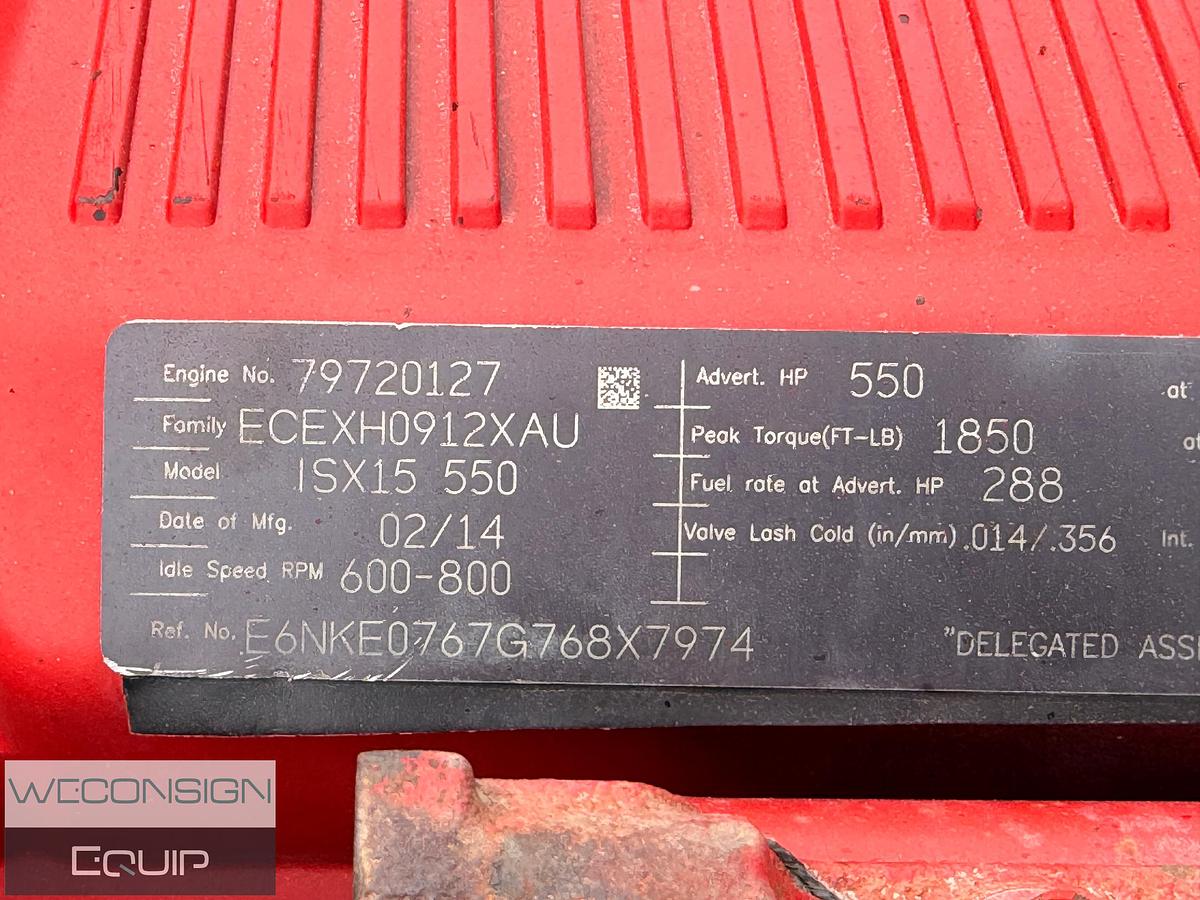 Engine No. 79720127
Family ECEXH0912XAU
Model ISX15 550
Date of Mfg. 02/14
Idle Speed RPM 600-800
Ref. No. E6NKE0767G768X7974
Advert. HP 550 at
Peak Torque(FT-LB) 1850 at
Fuel rate at Advert. HP 288
Valve Lash Cold (in/mm) .014/.356 Int.
"DELEGATED ASSE
WECONSIGN
EQUIP